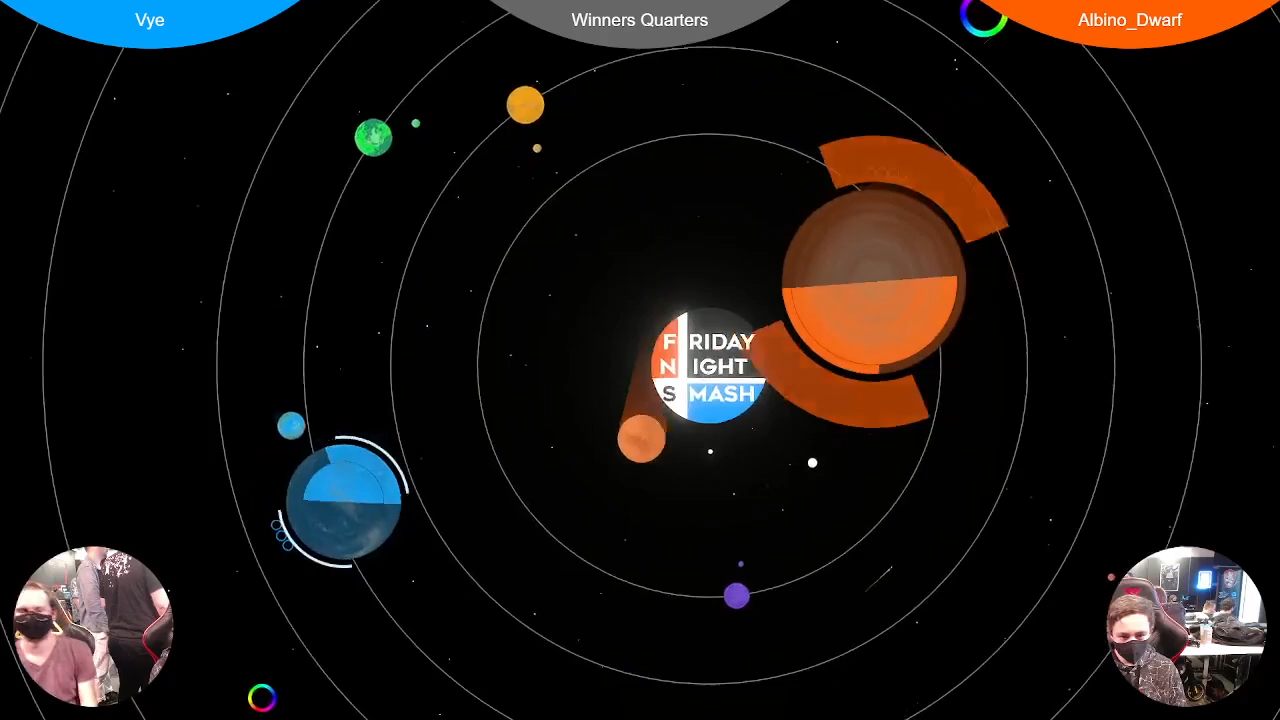 Vye
Winners Quarters
Albino_Dwarf
FRIDAY
NIGHT
SMASH